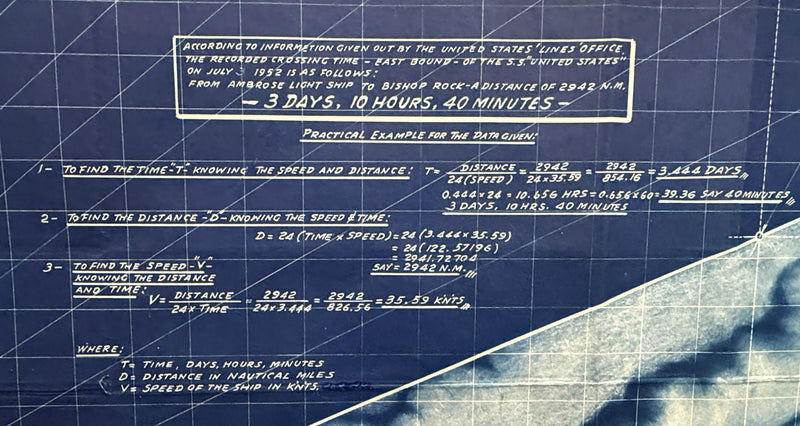 ACCORDING TO INFORMATION GIVEN OUT BY THE UNITED STATES "LINES" OFFICE,
THE RECORDED CROSSING TIME - EAST BOUND - OF THE S.S. "UNITED STATES"
ON JULY 3 1952 IS AS FOLLOWS:
FROM AMBROSE LIGHT SHIP TO BISHOP ROCK - A DISTANCE OF 2942 N.M.
- 3 DAYS, 10 HOURS, 40 MINUTES -
PRACTICAL EXAMPLE FOR THE DATA GIVEN:
1- TO FIND THE TIME "T" KNOWING THE SPEED AND DISTANCE: T = DISTANCE / 24 (SPEED) = 2942 / 24 x 35.59 = 2942 / 854.16 = 3.444 DAYS
0.444 x 24 = 10.656 HRS = 0.656 x 60 = 39.36 SAY 40 MINUTES
3 DAYS, 10 HRS. 40 MINUTES
2- TO FIND THE DISTANCE - "D" - KNOWING THE SPEED & TIME:
D = 24 (TIME x SPEED) = 24 (3.444 x 35.59)
= 24 (122.57196)
= 2941.72704
SAY = 2942 N.M.
3- TO FIND THE SPEED - "V" -
KNOWING THE DISTANCE
AND TIME:
V = DISTANCE / 24 x TIME = 2942 / 24 x 3.444 = 2942 / 826.56 = 35.59 KNTS
WHERE:
T = TIME, DAYS, HOURS, MINUTES
D = DISTANCE IN NAUTICAL MILES
V = SPEED OF THE SHIP IN KNTS.